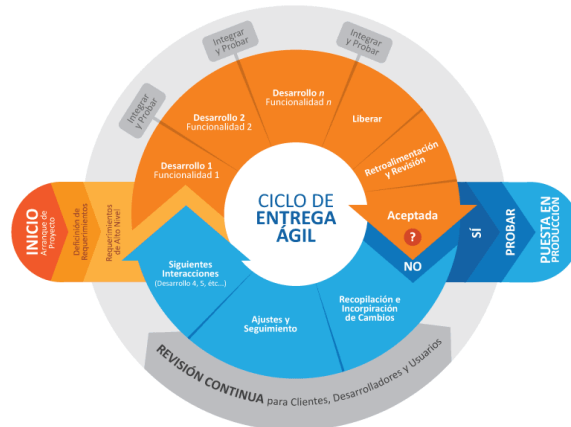 INICIO
Arranque de
Proyecto
Definición de
Requerimientos
Requerimientos
de Alto Nivel
Desarrollo 1
Funcionalidad 1
Integrar
y Probar
Desarrollo 2
Funcionalidad 2
Integrar
y Probar
Desarrollo n
Funcionalidad n
Integrar
y Probar
Liberar
Retroalimentación
y Revisión
Aceptada
?
SÍ
PROBAR
PUESTA EN
PRODUCCIÓN
NO
Recopilación e
Incorpiración
de Cambios
Ajustes y
Seguimiento
Siguientes
Interacciones
(Desarrollo 4, 5, étc...)
CICLO DE
ENTREGA
ÁGIL
REVISIÓN CONTINUA para Clientes, Desarrolladores y Usuarios